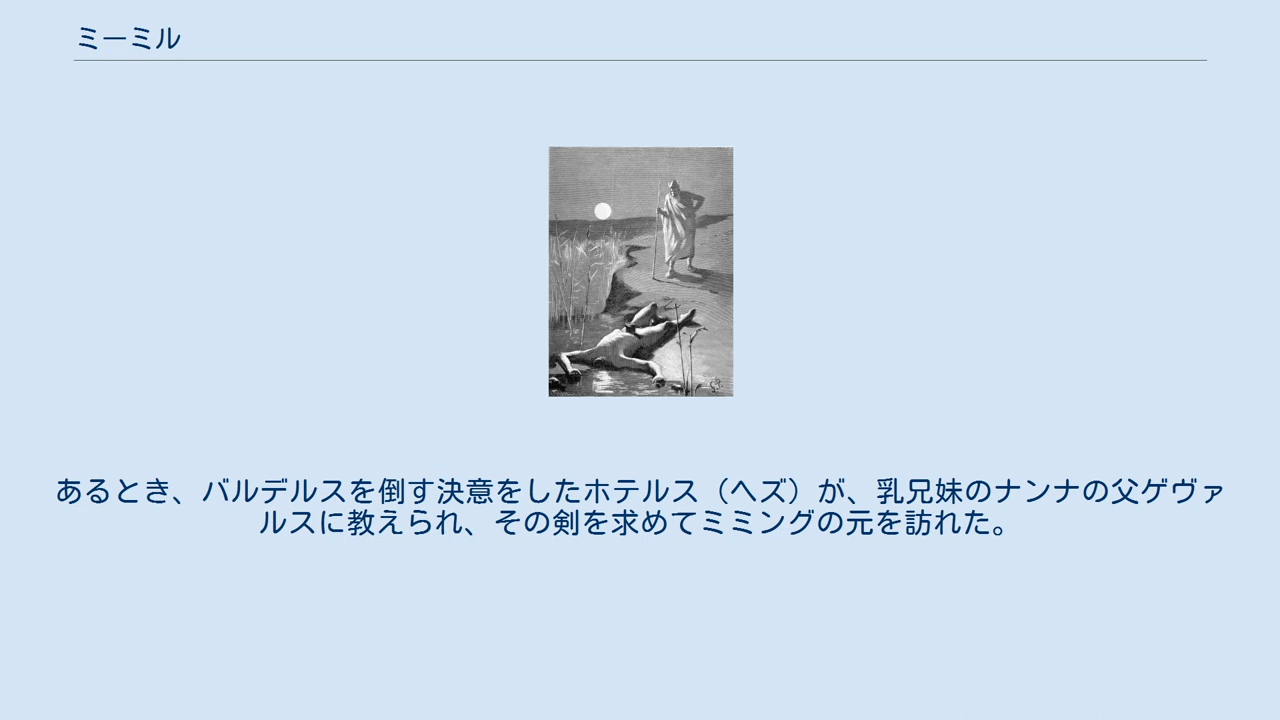 ミーミル
あるとき、バルデルスを倒す決意をしたホテルス（ヘズ）が、乳兄妹のナンナの父ゲヴァ
ルスに教えられ、その剣を求めてミミングの元を訪れた。